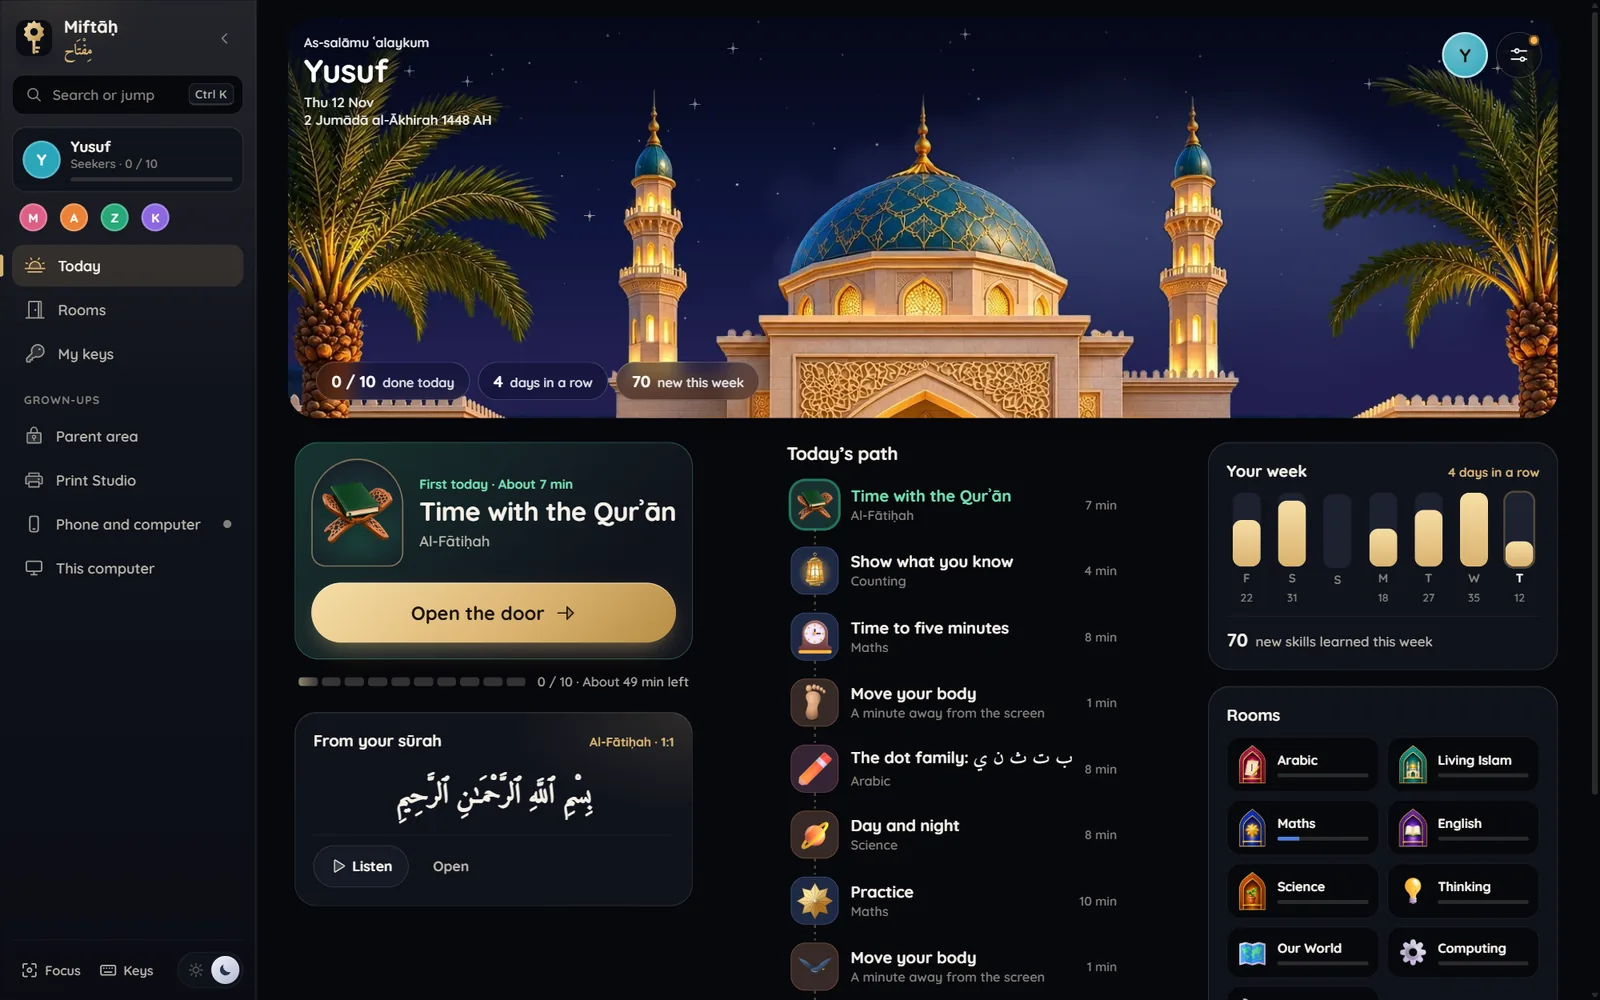 Miftāḥ
مِفْتَاح
Search or jump
Ctrl K
Y
Yusuf
Seekers · 0 / 10
M
A
Z
K
Today
Rooms
My keys
GROWN-UPS
Parent area
Print Studio
Phone and computer
This computer
Focus
Keys
As-salāmu ʿalaykum
Yusuf
Thu 12 Nov
2 Jumādā al-Ākhirah 1448 AH
Y
0 / 10 done today
4 days in a row
70 new this week
First today · About 7 min
Time with the Qurʾān
Al-Fātiḥah
Open the door
0 / 10 · About 49 min left
From your sūrah
Al-Fātiḥah · 1:1
بِسْمِ ٱللَّهِ ٱلرَّحْمَـٰنِ ٱلرَّحِيمِ
Listen
Open
Today’s path
Time with the Qurʾān
Al-Fātiḥah
7 min
Show what you know
Counting
4 min
Time to five minutes
Maths
8 min
Move your body
A minute away from the screen
1 min
The dot family: ب ت ث ن ي
Arabic
8 min
Day and night
Science
8 min
Practice
Maths
10 min
Move your body
A minute away from the screen
1 min
Your week
4 days in a row
F S S M T W T
22 31 18 27 35 12
70 new skills learned this week
Rooms
Arabic
Living Islam
Maths
English
Science
Thinking
Our World
Computing